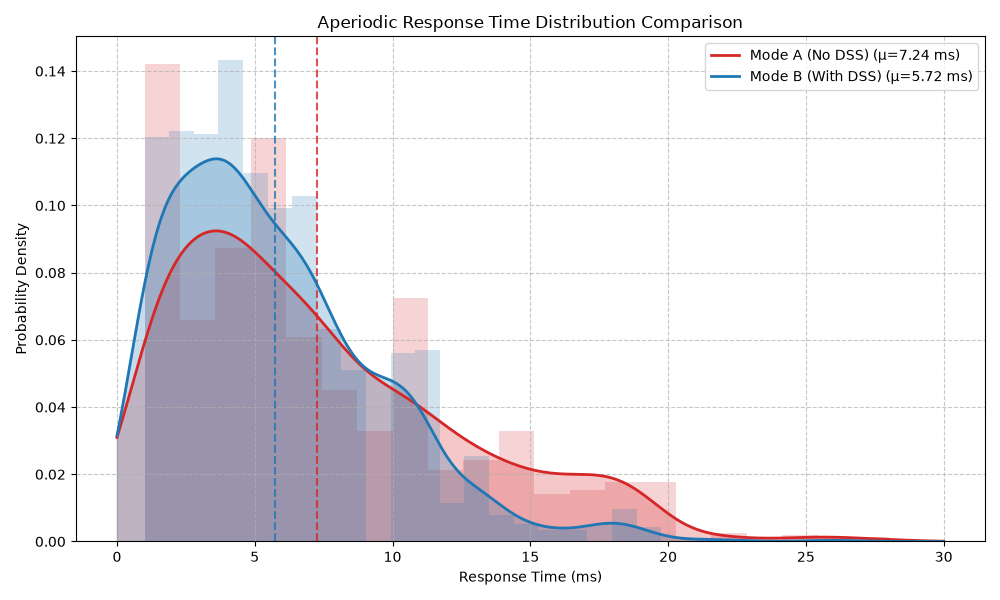 Aperiodic Response Time Distribution Comparison
Mode A (No DSS) (μ=7.24 ms)
Mode B (With DSS) (μ=5.72 ms)
Probability Density
0.14
0.12
0.10
0.08
0.06
0.04
0.02
0.00
0 5 10 15 20 25 30
Response Time (ms)